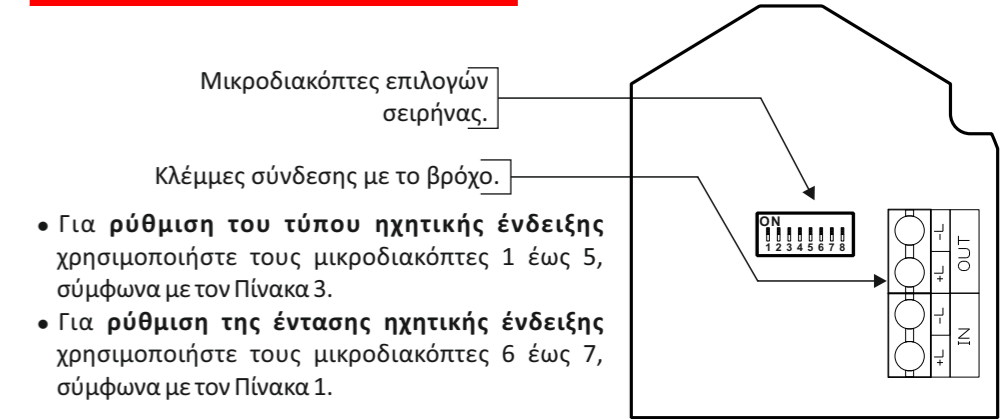 Μικροδιακόπτες επιλογών
σειρήνας.
Κλέμμες σύνδεσης με το βρόχο.
• Για ρύθμιση του τύπου ηχητικής ένδειξης
χρησιμοποιήστε τους μικροδιακόπτες 1 έως 5,
σύμφωνα με τον Πίνακα 3.
• Για ρύθμιση της έντασης ηχητικής ένδειξης
χρησιμοποιήστε τους μικροδιακόπτες 6 έως 7,
σύμφωνα με τον Πίνακα 1.
ON
1 2 3 4 5 6 7 8
-L
+L
OUT
-L
+L
IN